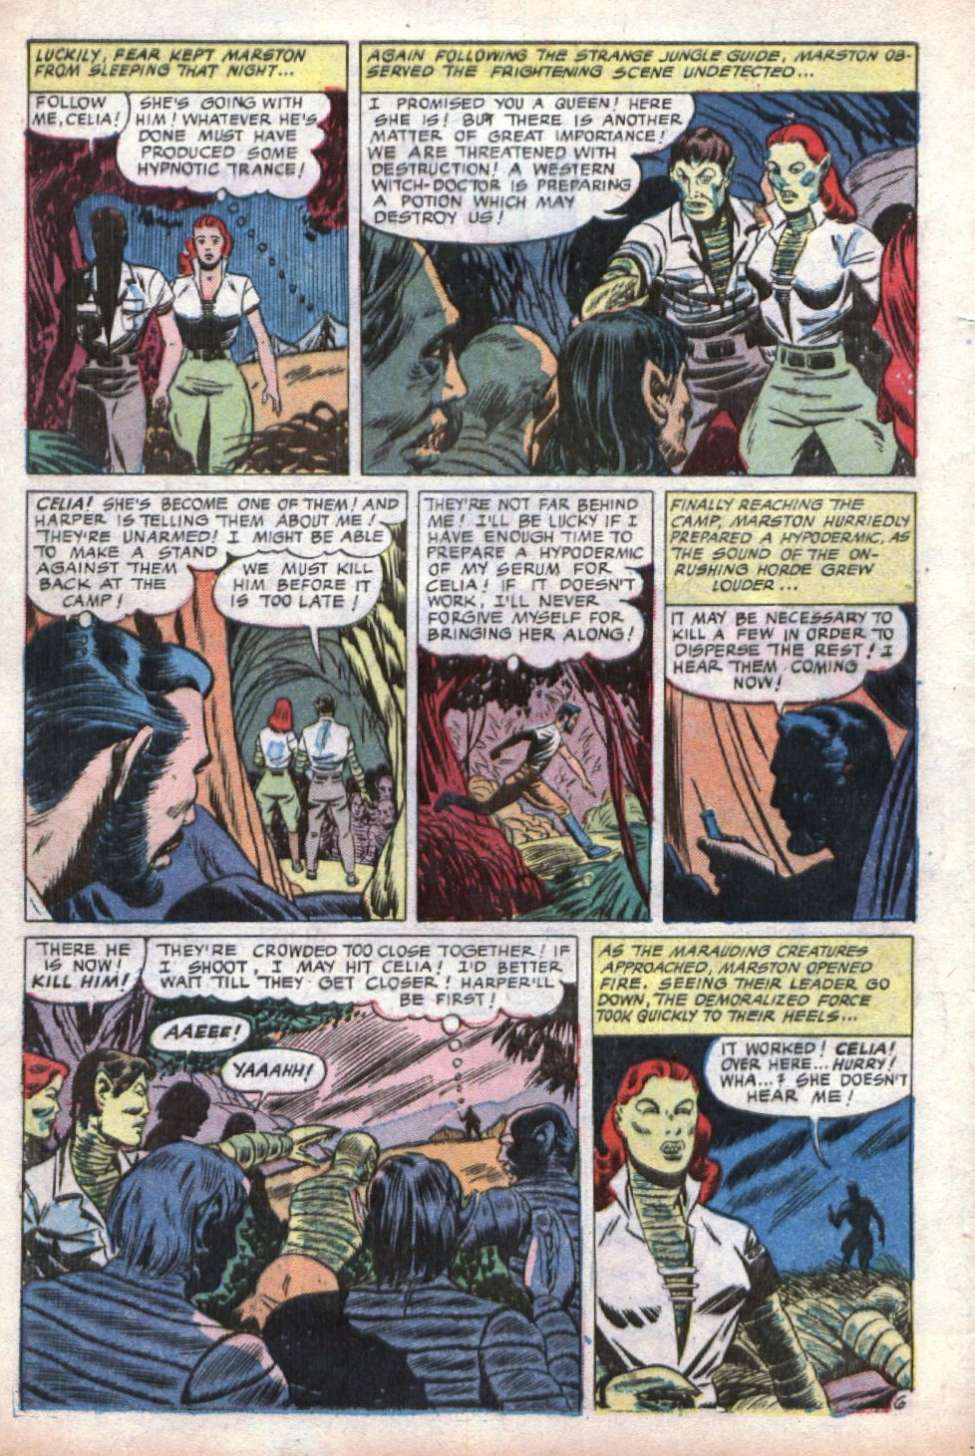 LUCKILY, FEAR KEPT MARSTON
FROM SLEEPING THAT NIGHT...
FOLLOW
ME, CELIA!
SHE'S GOING WITH
HIM! WHATEVER HE'S
DONE MUST HAVE
PRODUCED SOME
HYPNOTIC TRANCE!
AGAIN FOLLOWING THE STRANGE JUNGLE GUIDE, MARSTON OB-
SERVED THE FRIGHTENING SCENE UNDETECTED...
I PROMISED YOU A QUEEN! HERE
SHE IS! BUT THERE IS ANOTHER
MATTER OF GREAT IMPORTANCE!
WE ARE THREATENED WITH
DESTRUCTION! A WESTERN
WITCH-DOCTOR IS PREPARING
A POTION WHICH MAY
DESTROY US!
CELIA! SHE'S BECOME ONE OF THEM! AND
HARPER IS TELLING THEM ABOUT ME!
THEY'RE UNARMED! I MIGHT BE ABLE
TO MAKE A STAND
AGAINST THEM
BACK AT THE
CAMP!
WE MUST KILL
HIM BEFORE IT
IS TOO LATE!
THEY'RE NOT FAR BEHIND
ME! I'LL BE LUCKY IF I
HAVE ENOUGH TIME TO
PREPARE A HYPODERMIC
OF MY SERUM FOR
CELIA! IF IT DOESN'T
WORK, I'LL NEVER
FORGIVE MYSELF FOR
BRINGING HER ALONG!
FINALLY REACHING THE
CAMP, MARSTON HURRIEDLY
PREPARED A HYPODERMIC, AS
THE SOUND OF THE ON-
RUSHING HORDE GREW
LOUDER...
IT MAY BE NECESSARY TO
KILL A FEW IN ORDER TO
DISPERSE THE REST! I
HEAR THEM COMING
NOW!
THERE HE
IS NOW!
KILL HIM!
THEY'RE CROWDED TOO CLOSE TOGETHER! IF
I SHOOT, I MAY HIT CELIA! I'D BETTER
WAIT TILL THEY GET CLOSER! HARPER'LL
BE FIRST!
AAEEE!
YAAAHH!
AS THE MARAUDING CREATURES
APPROACHED, MARSTON OPENED
FIRE. SEEING THEIR LEADER GO
DOWN, THE DEMORALIZED FORCE
TOOK QUICKLY TO THEIR HEELS...
IT WORKED! CELIA!
OVER HERE... HURRY!
WHA...? SHE DOESN'T
HEAR ME!
6